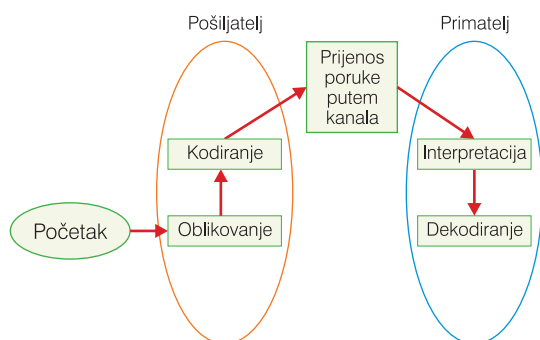 Pošiljatelj
Primatelj
Prijenos
poruke
putem
kanala
Kodiranje
Interpretacija
Početak
Oblikovanje
Dekodiranje